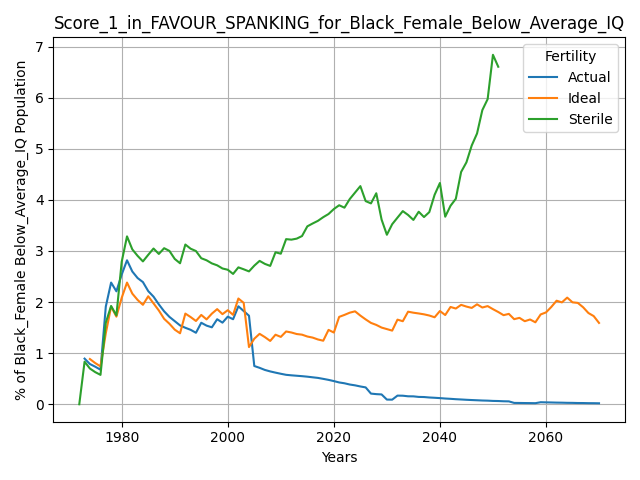 Score_1_in_FAVOUR_SPANKING_for_Black_Female_Below_Average_IQ
% of Black_Female Below_Average_IQ Population
7
6
5
4
3
2
1
0
Fertility
Actual
Ideal
Sterile
1980 2000 2020 2040 2060
Years